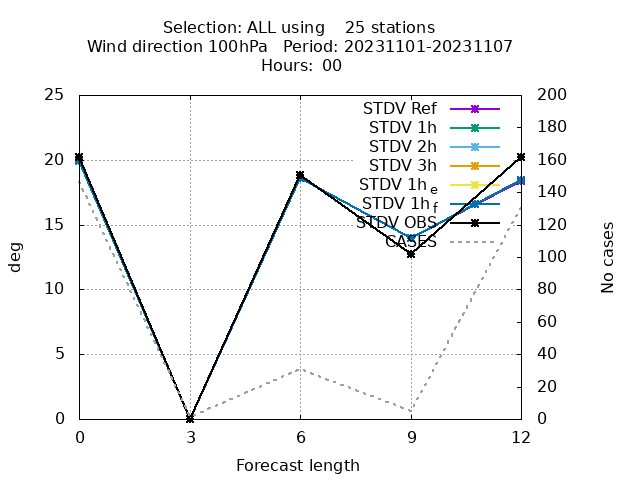 Selection: ALL using    25 stations
Wind direction 100hPa   Period: 20231101-20231107
Hours: 00
25
20
15
10
5
0
deg
0
3
6
9
12
Forecast length
200
180
160
140
120
100
80
60
40
20
0
No cases
STDV Ref
STDV 1h
STDV 2h
STDV 3h
STDV 1h e
STDV 1h f
STDV OBS
CASES